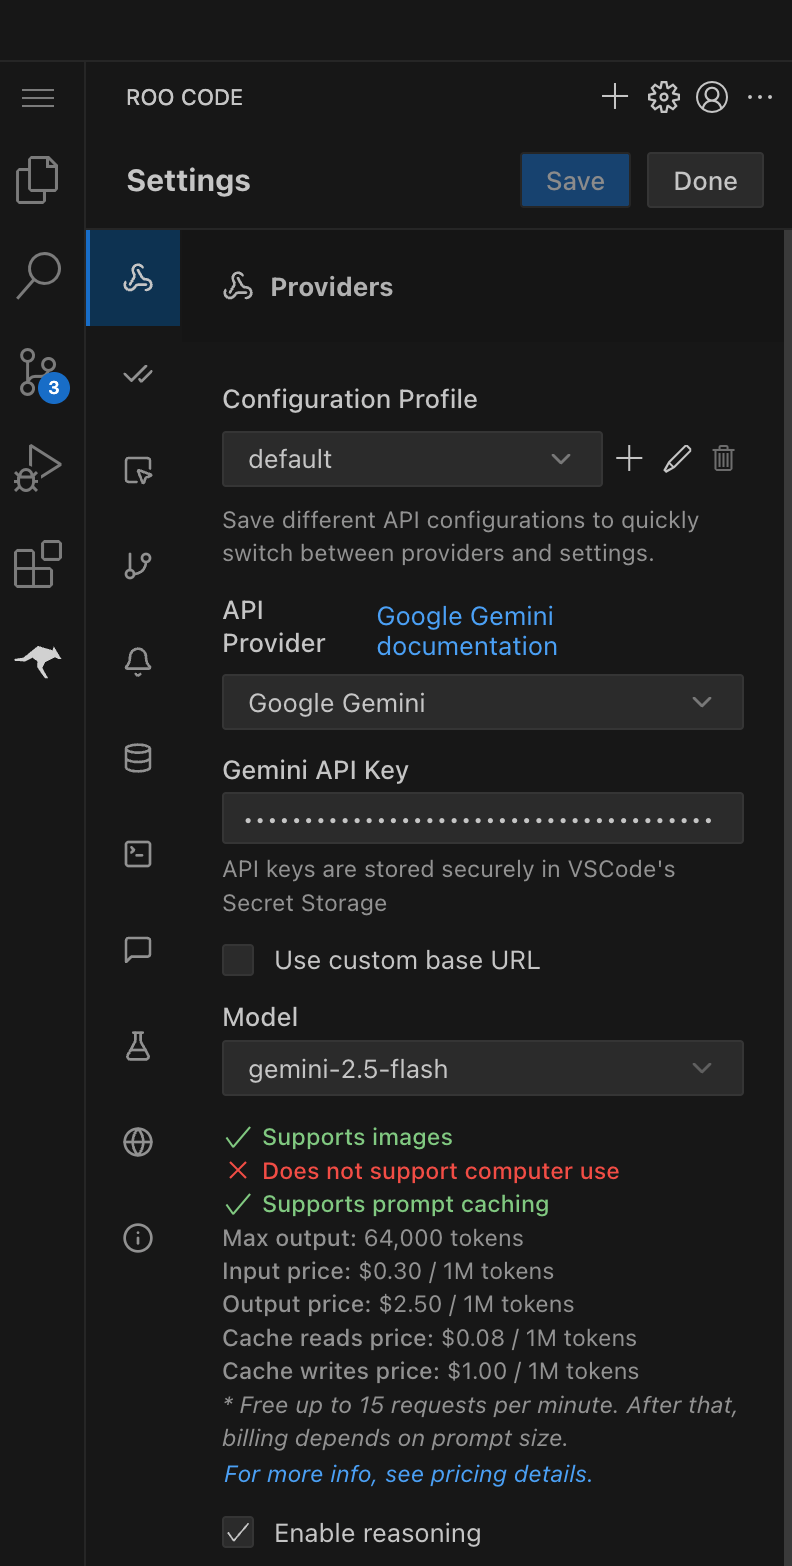 ROO CODE
Settings
Save
Done
3
Providers
Configuration Profile
default
Save different API configurations to quickly
switch between providers and settings.
API
Provider
Google Gemini
documentation
Google Gemini
Gemini API Key
•••••••••••••••••••••••••••••••••••••••
API keys are stored securely in VSCode's
Secret Storage
Use custom base URL
Model
gemini-2.5-flash
Supports images
Does not support computer use
Supports prompt caching
Max output: 64,000 tokens
Input price: $0.30 / 1M tokens
Output price: $2.50 / 1M tokens
Cache reads price: $0.08 / 1M tokens
Cache writes price: $1.00 / 1M tokens
* Free up to 15 requests per minute. After that,
billing depends on prompt size.
For more info, see pricing details.
Enable reasoning